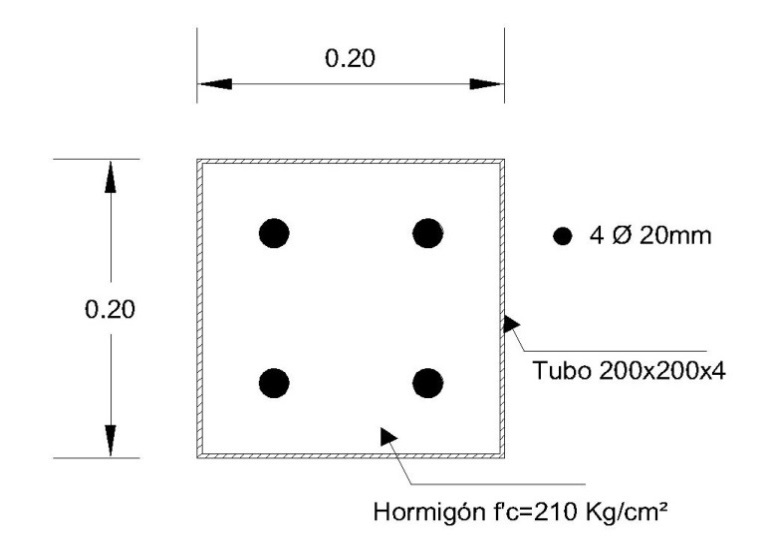 0.20
4 Ø 20mm
0.20
Tubo 200x200x4
Hormigón f'c=210 Kg/cm²